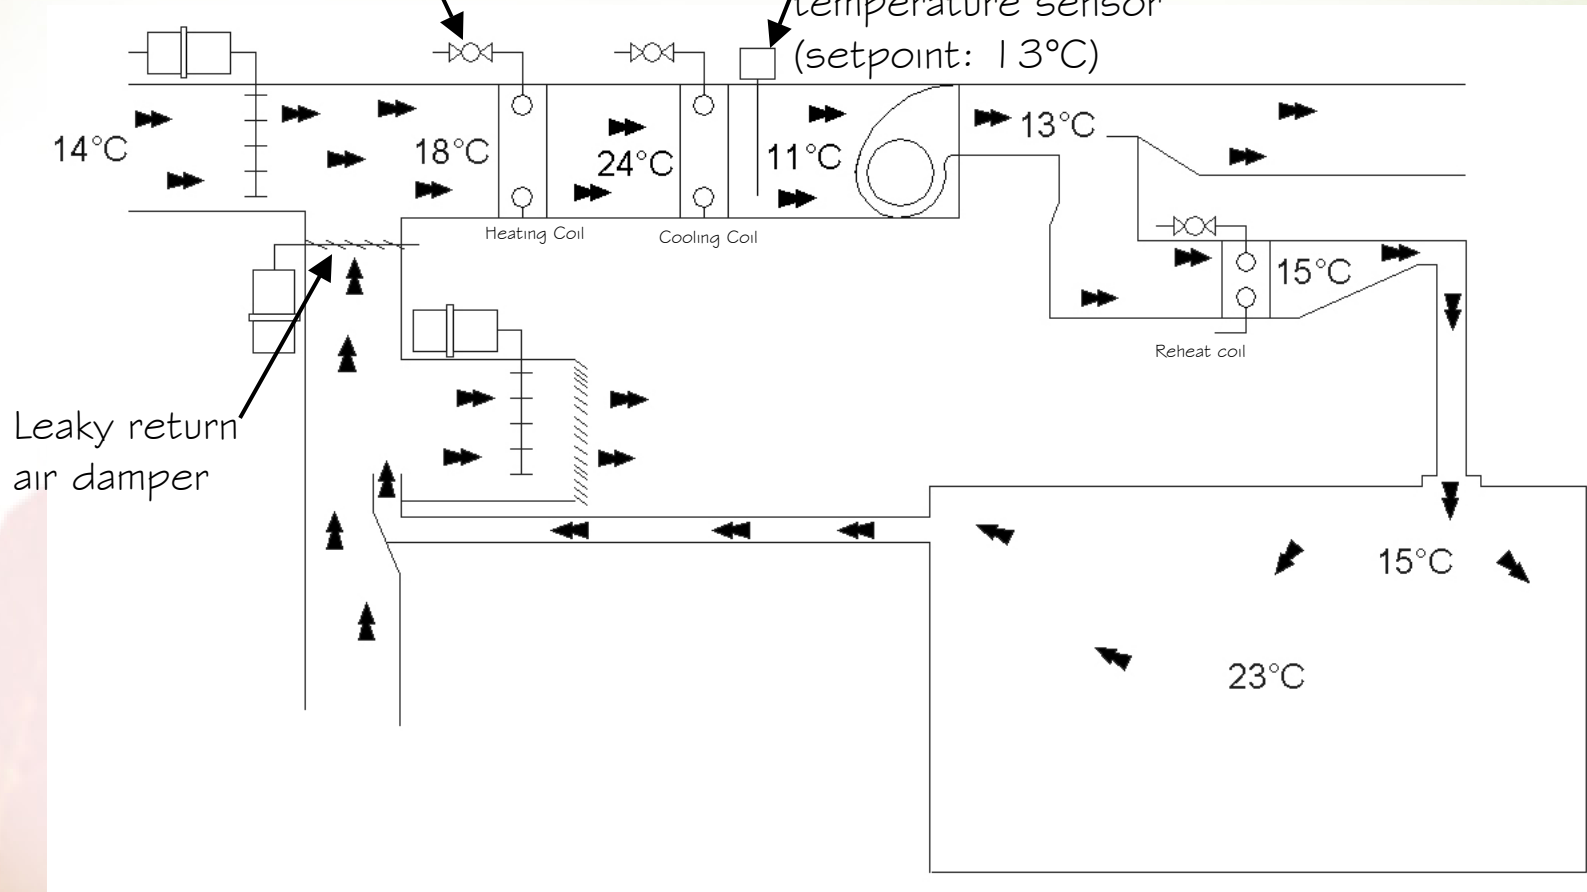 temperature sensor
(setpoint: 13°C)
14°C
18°C
24°C
11°C
13°C
Heating Coil
Cooling Coil
15°C
Reheat coil
Leaky return
air damper
15°C
23°C